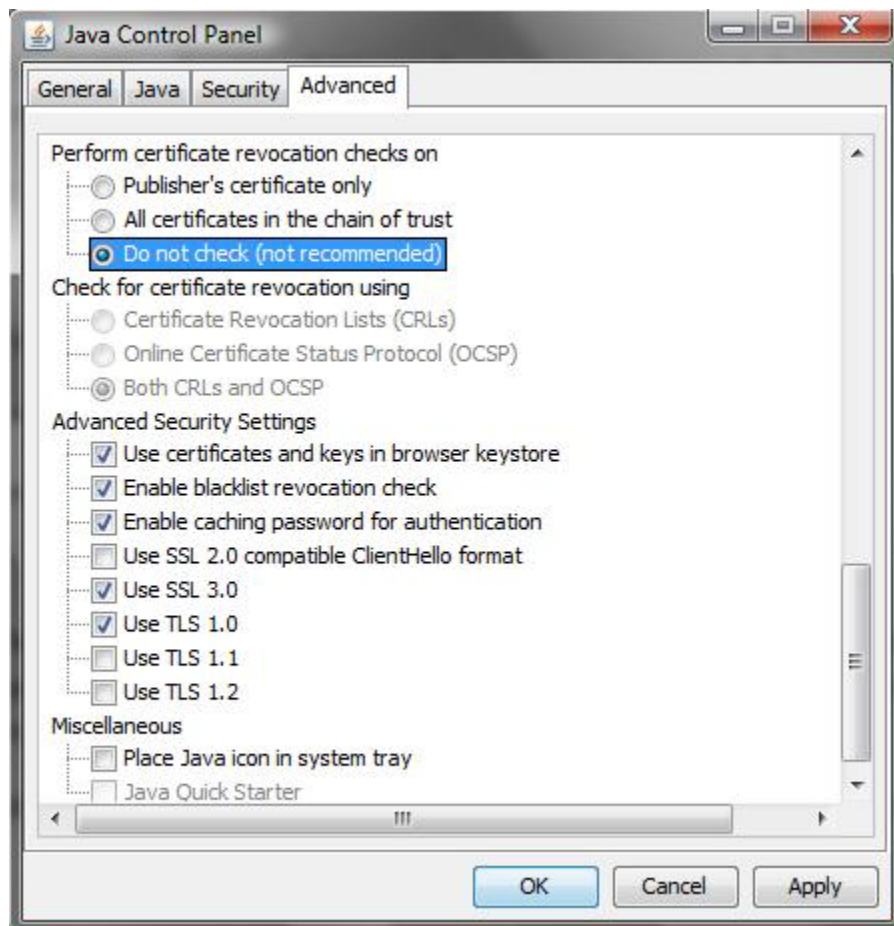 Java Control Panel
General Java Security Advanced
Perform certificate revocation checks on
Publisher's certificate only
All certificates in the chain of trust
Do not check (not recommended)
Check for certificate revocation using
Certificate Revocation Lists (CRLs)
Online Certificate Status Protocol (OCSP)
Both CRLs and OCSP
Advanced Security Settings
Use certificates and keys in browser keystore
Enable blacklist revocation check
Enable caching password for authentication
Use SSL 2.0 compatible ClientHello format
Use SSL 3.0
Use TLS 1.0
Use TLS 1.1
Use TLS 1.2
Miscellaneous
Place Java icon in system tray
Java Quick Starter
OK Cancel Apply